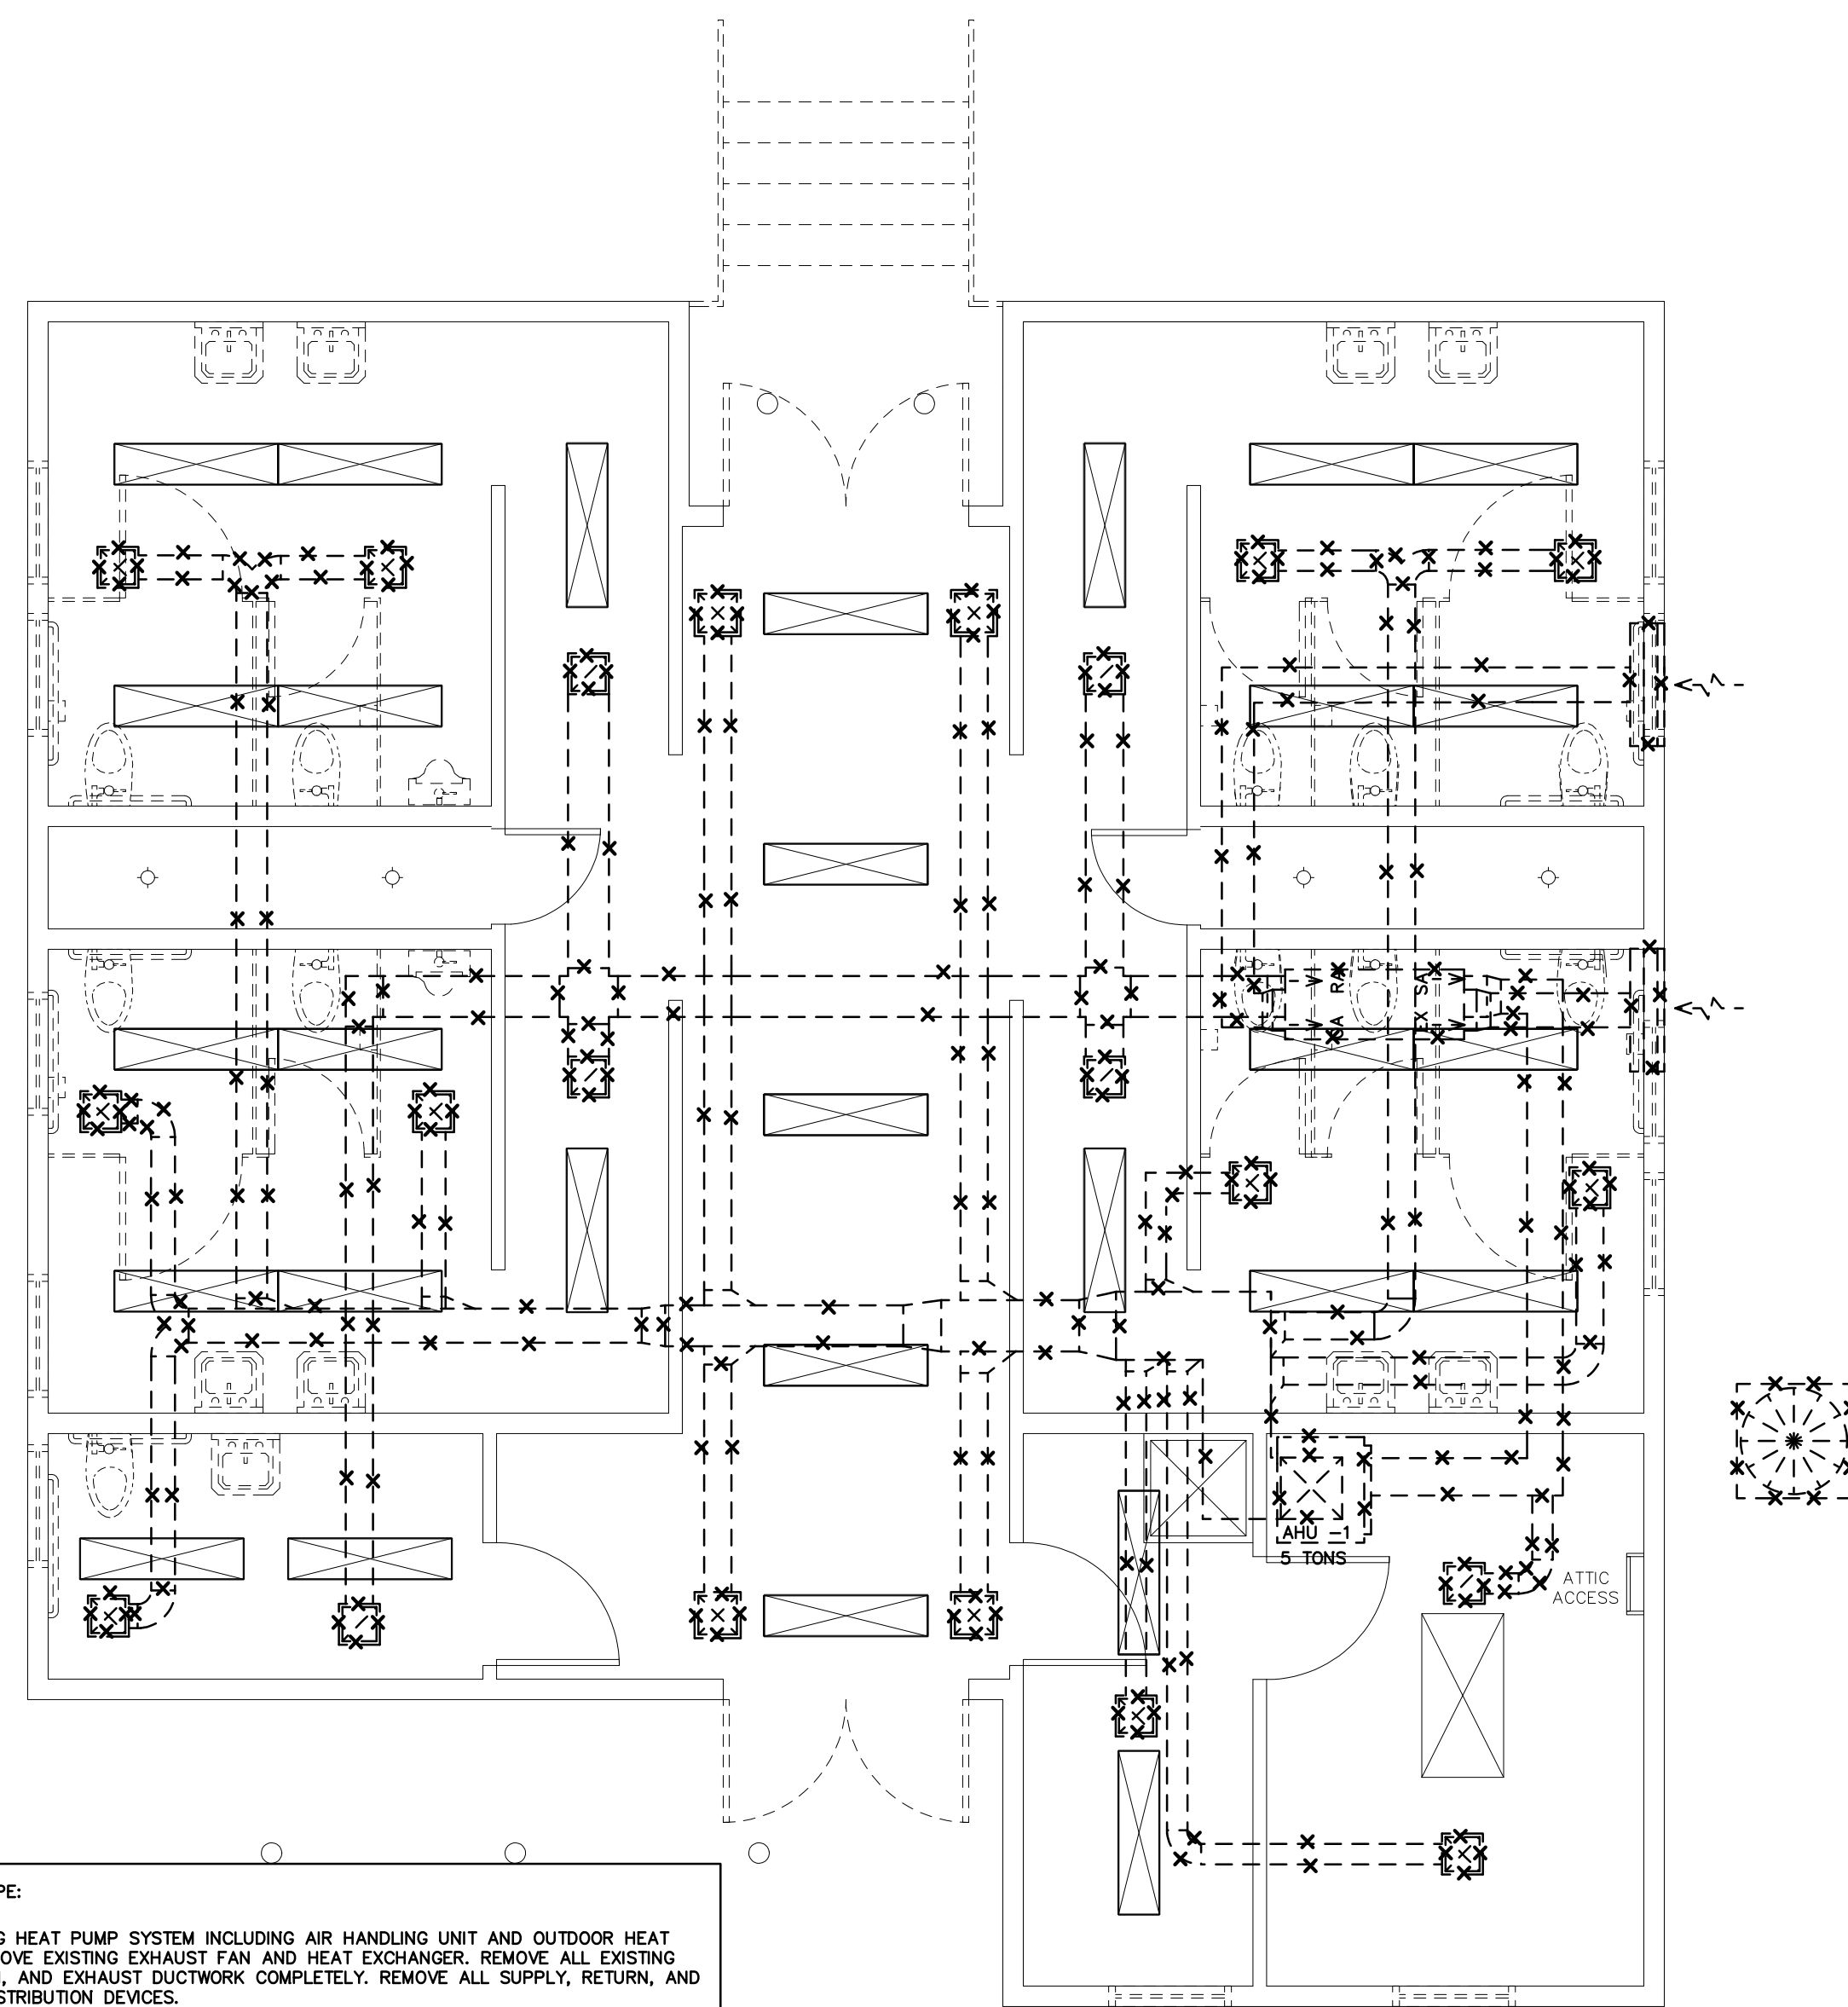 RA
SA
OA
EX
AHU -1
5 TONS
ATTIC
ACCESS
PE:
G HEAT PUMP SYSTEM INCLUDING AIR HANDLING UNIT AND OUTDOOR HEAT
OVE EXISTING EXHAUST FAN AND HEAT EXCHANGER. REMOVE ALL EXISTING
, AND EXHAUST DUCTWORK COMPLETELY. REMOVE ALL SUPPLY, RETURN, AND
STRIBUTION DEVICES.